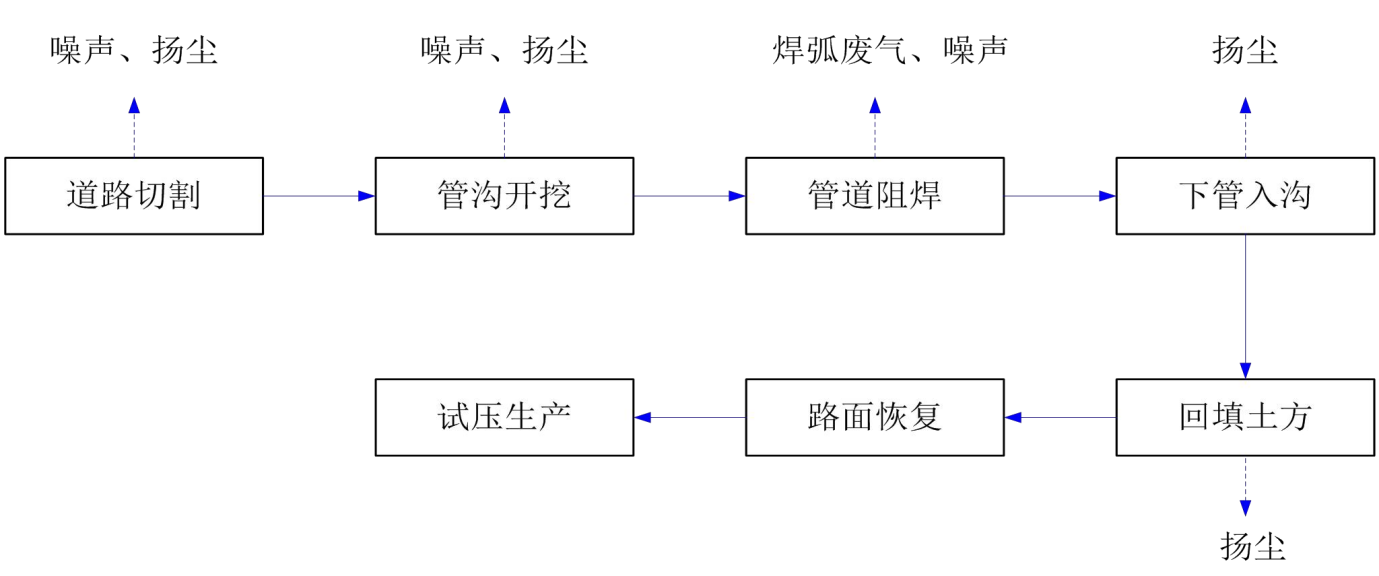 噪声、扬尘
噪声、扬尘
焊弧废气、噪声
扬尘
道路切割
管沟开挖
管道阻焊
下管入沟
试压生产
路面恢复
回填土方
扬尘